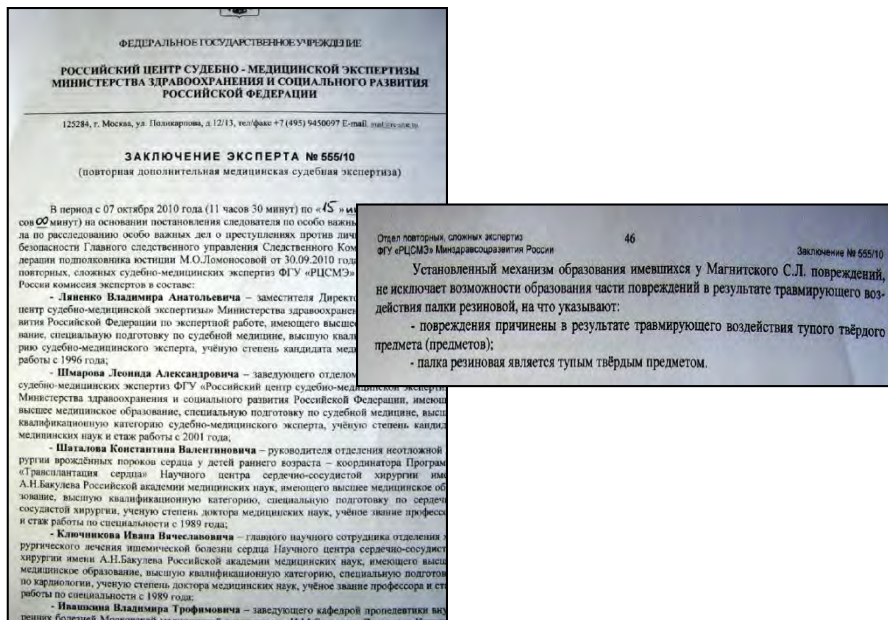 ФЕДЕРАЛЬНОЕ ГОСУДАРСТВЕННОЕ УЧРЕЖДЕНИЕ
РОССИЙСКИЙ ЦЕНТР СУДЕБНО - МЕДИЦИНСКОЙ ЭКСПЕРТИЗЫ
МИНИСТЕРСТВА ЗДРАВООХРАНЕНИЯ И СОЦИАЛЬНОГО РАЗВИТИЯ
РОССИЙСКОЙ ФЕДЕРАЦИИ
125284, г. Москва, ул. Поликарпова, д.12/13, тел/факс +7 (495) 9450097 E-mail:
ЗАКЛЮЧЕНИЕ ЭКСПЕРТА № 555/10
(повторная дополнительная медицинская судебная экспертиза)
В период с 07 октября 2010 года (11 часов 30 минут) по «15»
сов 00 минут) на основании постановления следователя по особо важны
ла по расследованию особо важных дел о преступлениях против лич
безопасности Главного следственного управления Следственного Ком
дерации подполковника юстиции М.О.Ломоносовой от 30.09.2010 года
повторных, сложных судебно-медицинских экспертиз ФГУ «РЦСМЭ»
России комиссия экспертов в составе:
- Ляненко Владимира Анатольевича – заместителя Директо
центр судебно-медицинской экспертизы» Министерства здравоохране
вития Российской Федерации по экспертной работе, имеющего высшее
вание, специальную подготовку по судебной медицине, высшую квали
рию судебно-медицинского эксперта, учёную степень кандидата мед
работы с 1996 года;
- Шмарова Леонида Александровича – заведующего отделом
судебно-медицинских экспертиз ФГУ «Российский центр судебно-медицинской экспертиз
Министерства здравоохранения и социального развития Российской Федерации, имеющ
высшее медицинское образование, специальную подготовку по судебной медицине, высш
квалификационную категорию судебно-медицинского эксперта, учёную степень кандид
медицинских наук и стаж работы с 2001 года;
- Шаталова Константина Валентиновича – руководителя отделения неотложной
рургии врождённых пороков сердца у детей раннего возраста – координатора Програм
«Трансплантация сердца» Научного центра сердечно-сосудистой хирургии име
А.Н.Бакулева Российской академии медицинских наук, имеющего высшее медицинское об
зование, высшую квалификационную категорию, специальную подготовку по сердечн
сосудистой хирургии, ученую степень доктора медицинских наук, учёное звание професс
и стаж работы по специальности с 1989 года;
- Ключникова Ивана Вячеславовича – главного научного сотрудника отделения х
рургического лечения ишемической болезни сердца Научного центра сердечно-сосудист
хирургии имени А.Н.Бакулева Российской академии медицинских наук, имеющего высш
медицинское образование, высшую квалификационную категорию, специальную подготов
по кардиологии, ученую степень доктора медицинских наук, учёное звание профессора и ст
работы по специальности с 1989 года;
- Ивашкина Владимира Трофимовича – заведующего кафедрой пропедевтики вну
ренних болезней
Отдел повторных, сложных экспертиз 46
ФГУ «РЦСМЭ» Минздравсоцразвития России Заключение № 555/10
Установленный механизм образования имевшихся у Магнитского С.Л. повреждений,
не исключает возможности образования части повреждений в результате травмирующего воз-
действия палки резиновой, на что указывают:
- повреждения причинены в результате травмирующего воздействия тупого твёрдого
предмета (предметов);
- палка резиновая является тупым твёрдым предметом.